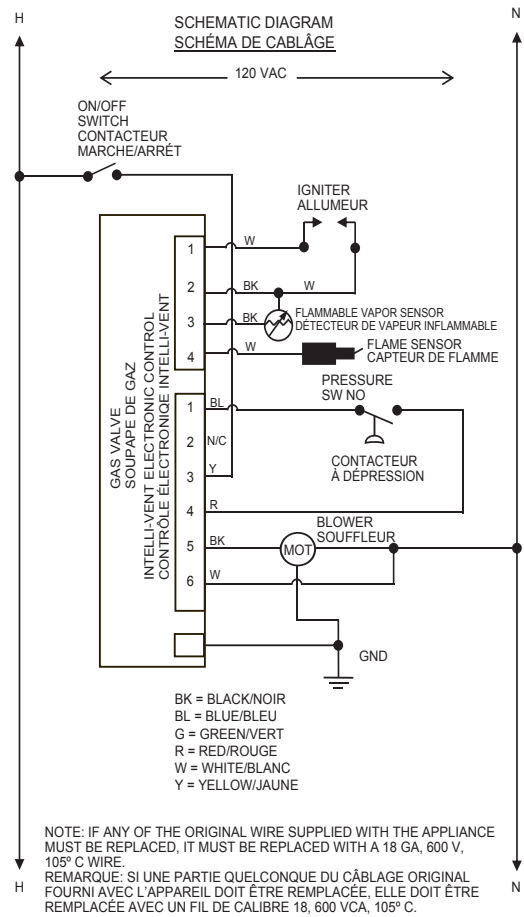 H
N
SCHEMATIC DIAGRAM
SCHÉMA DE CABLÂGE
120 VAC
ON/OFF
SWITCH
CONTACTEUR
MARCHE/ARRÉT
IGNITER
ALLUMEUR
1
W
2
BK
W
3
BK
FLAMMABLE VAPOR SENSOR
DÉTECTEUR DE VAPEUR INFLAMMABLE
4
W
FLAME SENSOR
CAPTEUR DE FLAMME
GAS VALVE
SOUPAPE DE GAZ
INTELLI-VENT ELECTRONIC CONTROL
CONTRÔLE ÉLECTRONIQE INTELLI-VENT
PRESSURE
SW NO
1
BL
2
N/C
CONTACTEUR
À DÉPRESSION
3
Y
4
R
BLOWER
SOUFFLEUR
5
BK
MOT
6
W
GND
BK = BLACK/NOIR
BL = BLUE/BLEU
G = GREEN/VERT
R = RED/ROUGE
W = WHITE/BLANC
Y = YELLOW/JAUNE
NOTE: IF ANY OF THE ORIGINAL WIRE SUPPLIED WITH THE APPLIANCE
MUST BE REPLACED, IT MUST BE REPLACED WITH A 18 GA, 600 V,
105º C WIRE.
REMARQUE: SI UNE PARTIE QUELCONQUE DU CÂBLAGE ORIGINAL
FOURNI AVEC L'APPAREIL DOIT ÊTRE REMPLACÉE, ELLE DOIT ÊTRE
REMPLACÉE AVEC UN FIL DE CALIBRE 18, 600 VCA, 105º C.
H
N